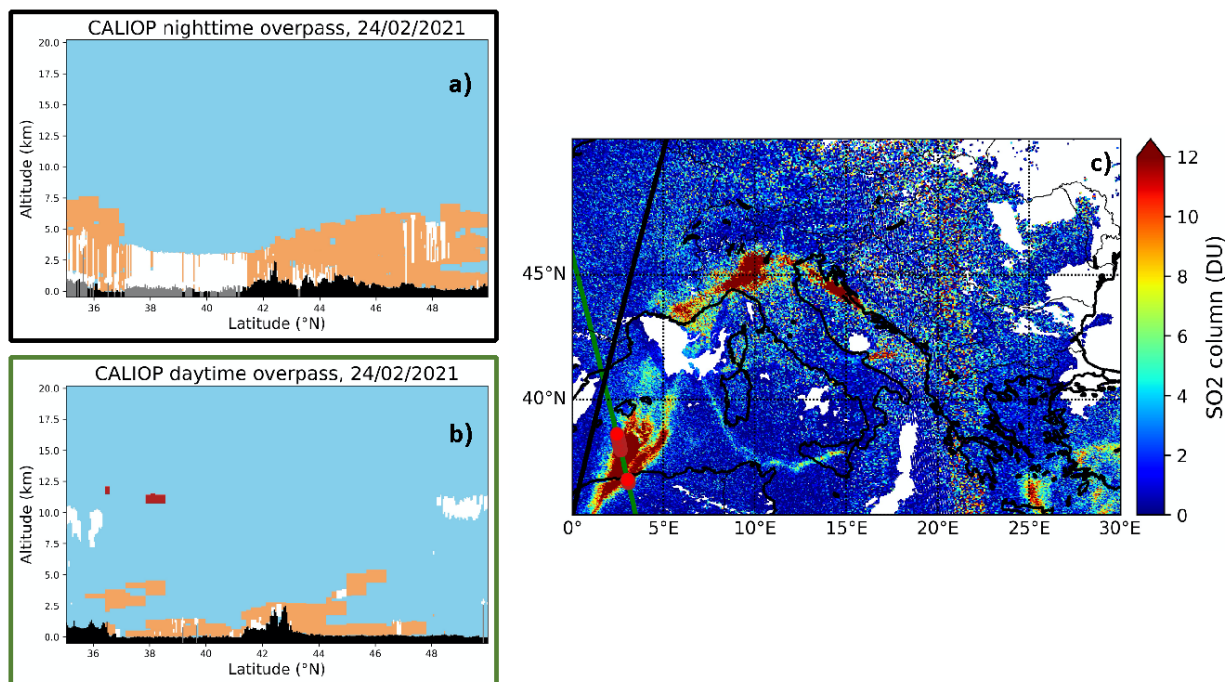 CALIOP nighttime overpass, 24/02/2021
a)
Altitude (km)
20.0
17.5
15.0
12.5
10.0
7.5
5.0
2.5
0.0
36 38 40 42 44 46 48
Latitude (°N)
CALIOP daytime overpass, 24/02/2021
b)
Altitude (km)
20.0
17.5
15.0
12.5
10.0
7.5
5.0
2.5
0.0
36 38 40 42 44 46 48
Latitude (°N)
c)
45°N
40°N
0° 5°E 10°E 15°E 20°E 25°E 30°E
12
10
8
6
4
2
0
SO2 column (DU)